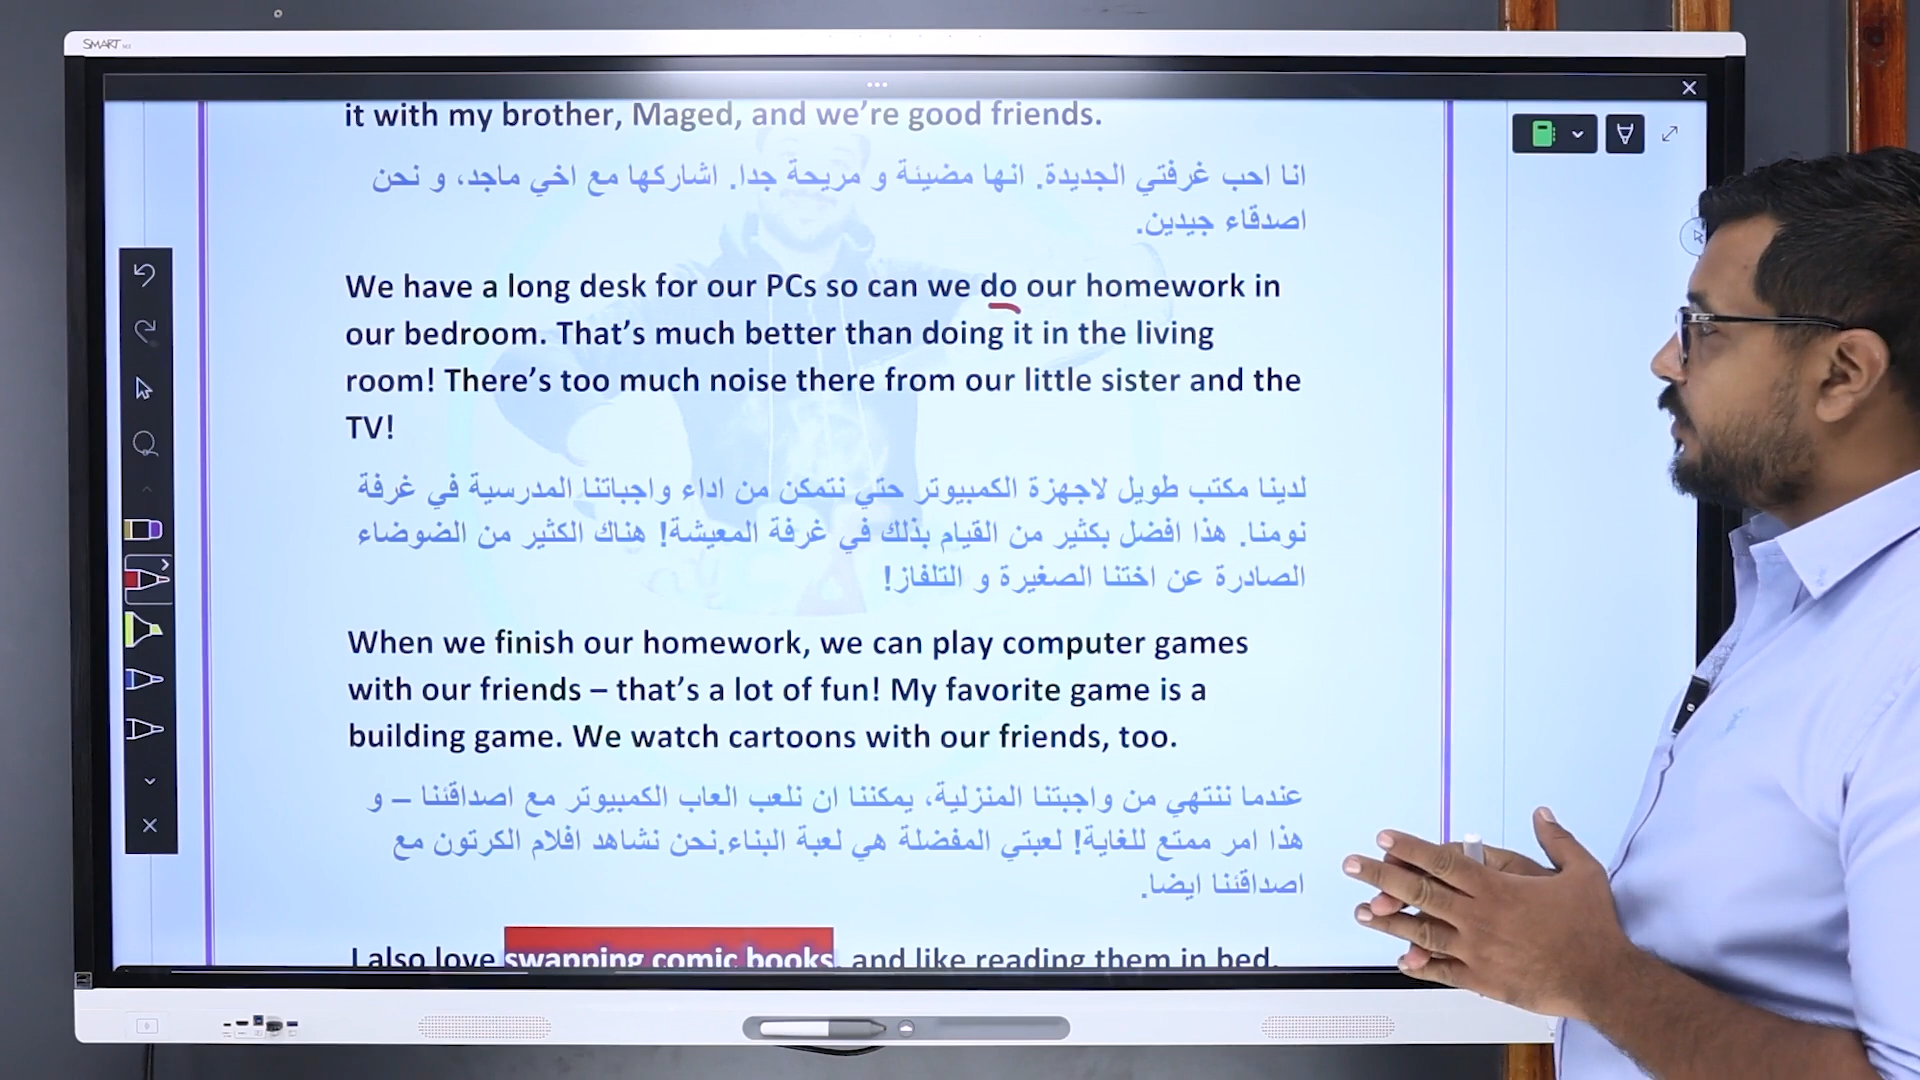 SMART
it with my brother, Maged, and we're good friends.
انا احب غرفتي الجديدة. انها مضيئة و مريحة جدا. اشاركها مع اخي ماجد، و نحن
اصدقاء جيدين.
We have a long desk for our PCs so can we do our homework in
our bedroom. That's much better than doing it in the living
room! There's too much noise there from our little sister and the
TV!
لدينا مكتب طويل لاجهزة الكمبيوتر حتي نتمكن من اداء واجباتنا المدرسية في غرفة
نومنا. هذا افضل بكثير من القيام بذلك في غرفة المعيشة! هناك الكثير من الضوضاء
الصادرة عن اختنا الصغيرة و التلفاز!
When we finish our homework, we can play computer games
with our friends – that's a lot of fun! My favorite game is a
building game. We watch cartoons with our friends, too.
عندما ننتهي من واجبتنا المنزلية، يمكننا ان نلعب العاب الكمبيوتر مع اصداقئنا – و
هذا امر ممتع للغاية! لعبتي المفضلة هي لعبة البناء.نحن نشاهد افلام الكرتون مع
اصداقئنا ايضا.
I also love swapping comic books, and like reading them in bed.